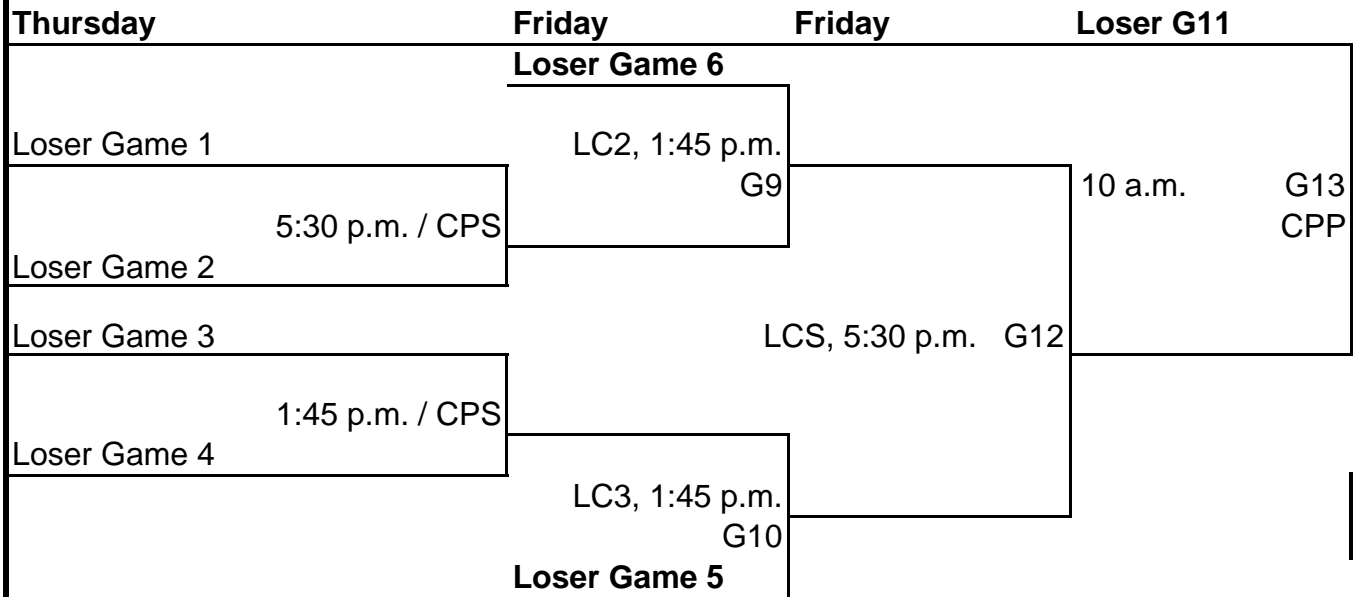 Thursday Friday Friday Loser G11
Loser Game 6
Loser Game 1 LC2, 1:45 p.m.
G9 10 a.m. G13
5:30 p.m. / CPS CPP
Loser Game 2
Loser Game 3 LCS, 5:30 p.m. G12
1:45 p.m. / CPS
Loser Game 4
LC3, 1:45 p.m.
G10
Loser Game 5